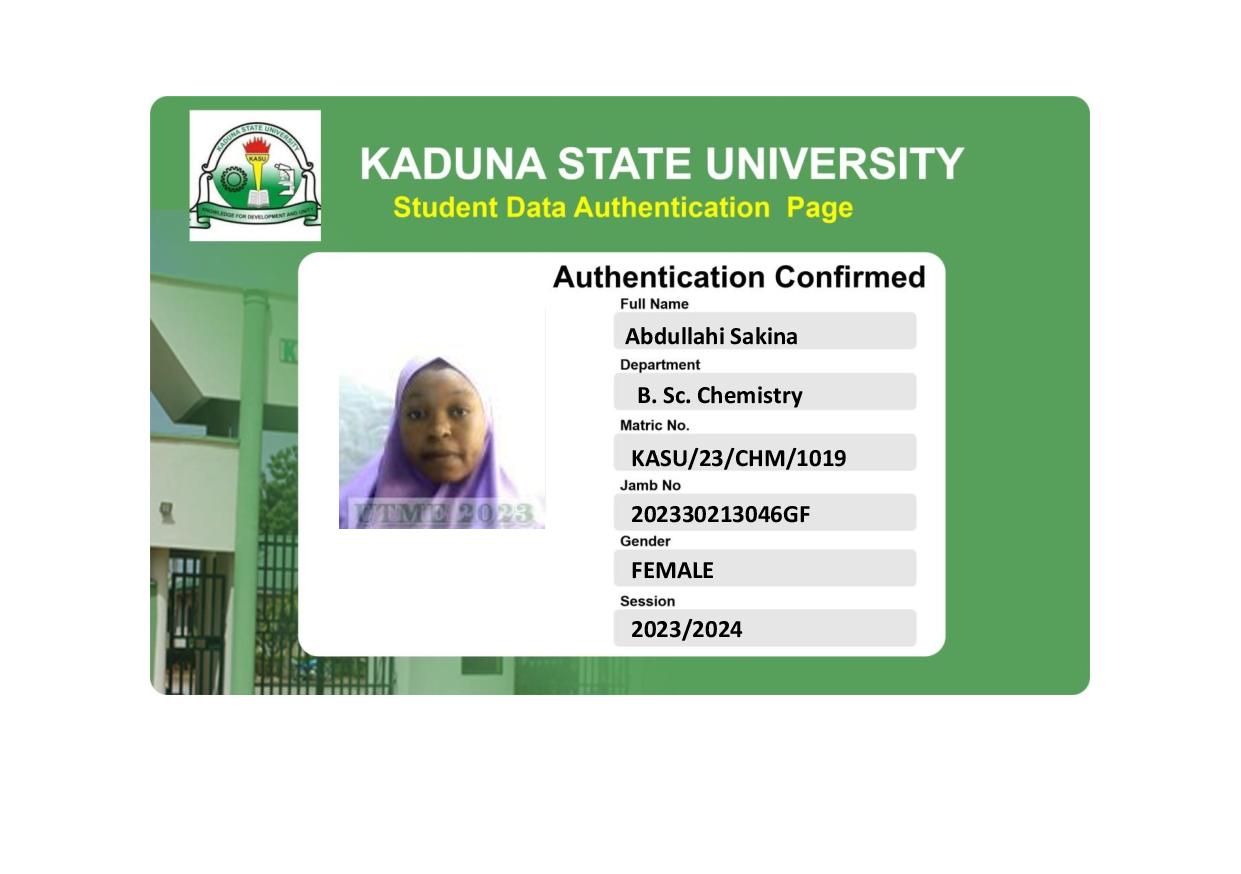 KADUNA STATE UNIVERSITY
KASU
KNOWLEDGE FOR DEVELOPMENT AND UNITY
KADUNA STATE UNIVERSITY
Student Data Authentication Page
Authentication Confirmed
Full Name
Abdullahi Sakina
Department
B. Sc. Chemistry
Matric No.
KASU/23/CHM/1019
Jamb No
202330213046GF
Gender
FEMALE
Session
2023/2024
UTME 2023
K